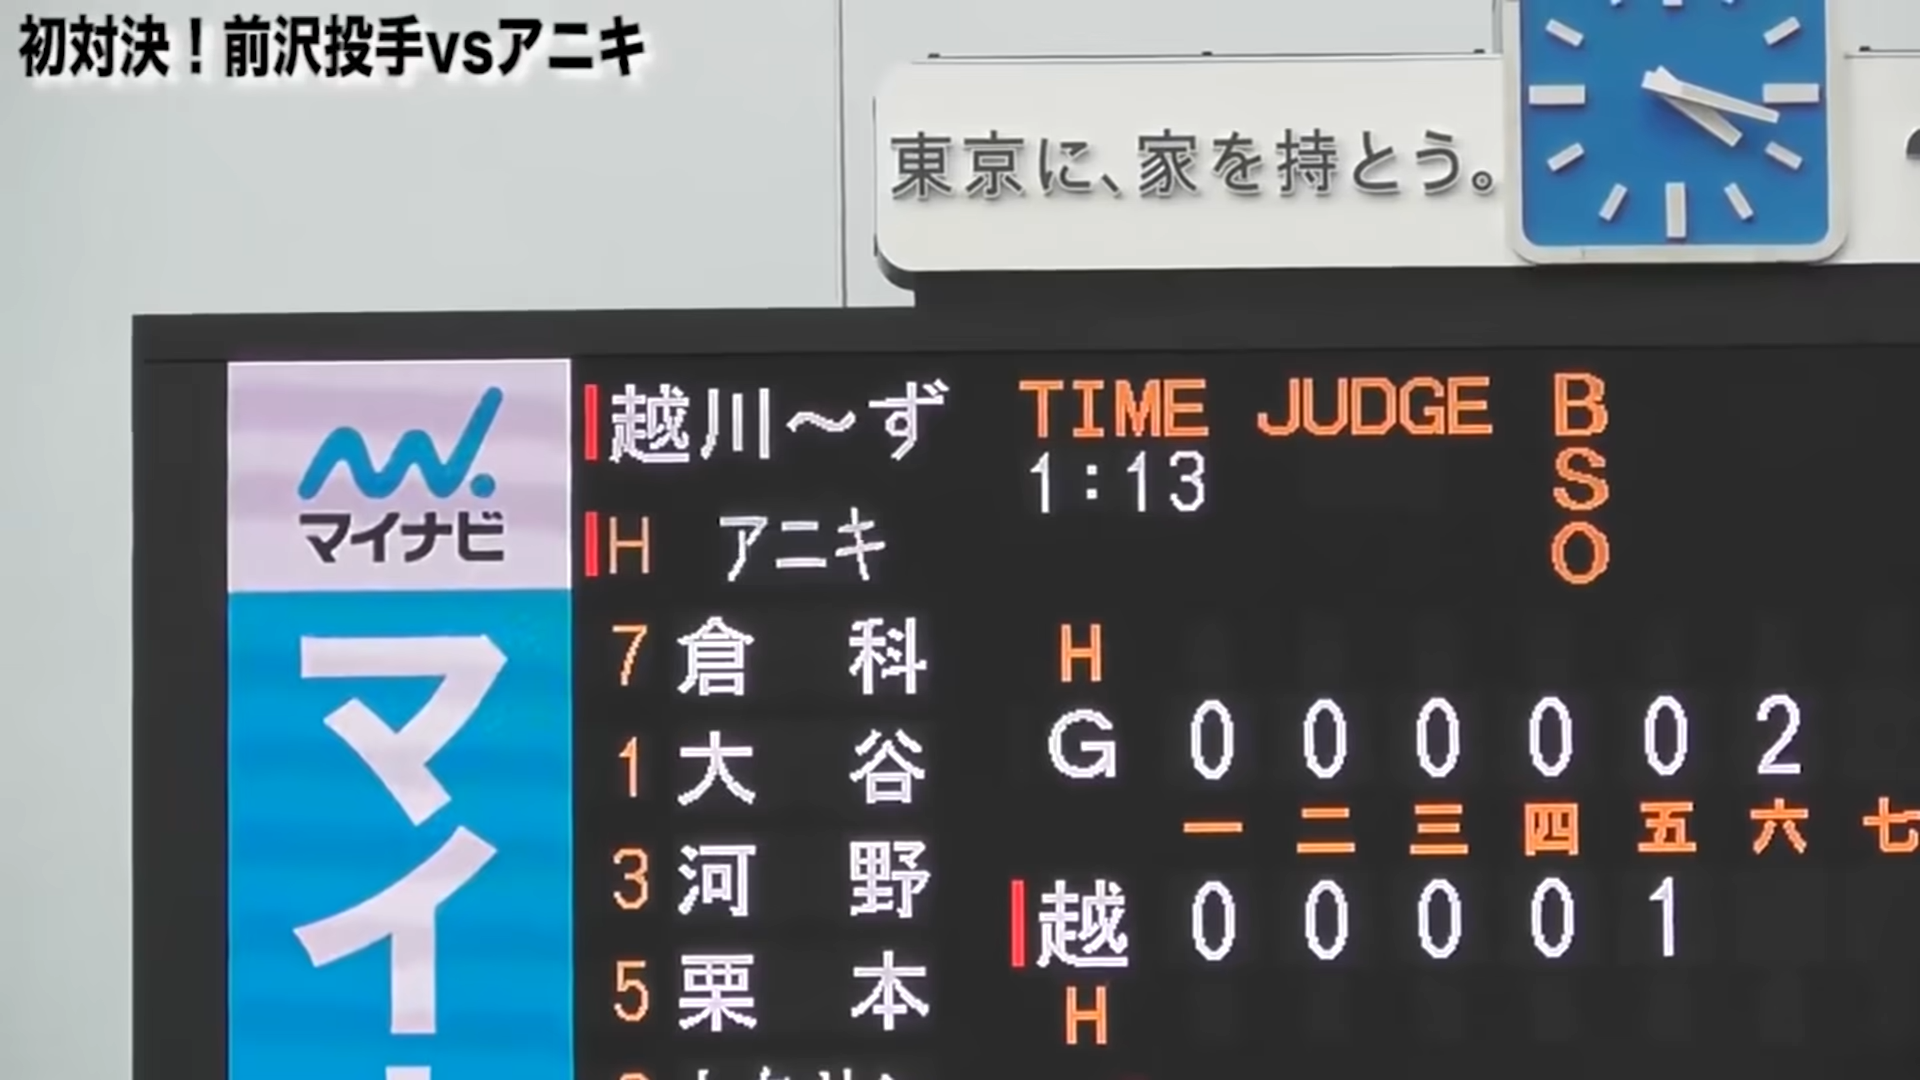 初対決！前沢投手vsアニキ
東京に、家を持とう。
マイナビ
マイ
越川～ず
H アニキ
7 倉科
1 大谷
3 河野
5 栗本
TIME JUDGE B
1:13 S
O
H
G 0 0 0 0 0 2
一 二 三 四 五 六 七
越 0 0 0 0 1
H